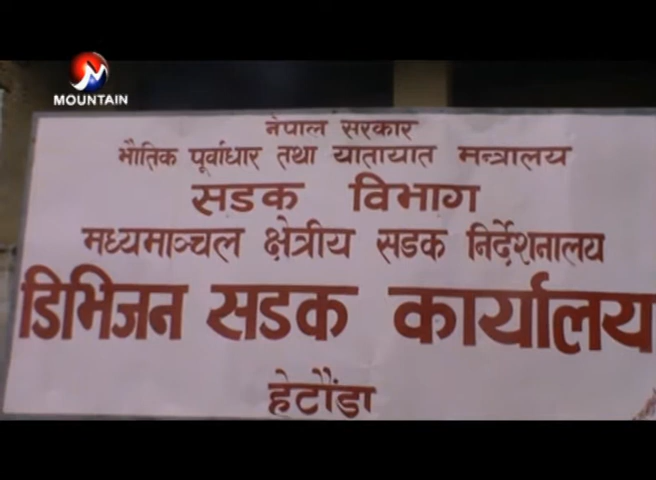 MOUNTAIN
नेपाल सरकार
भौतिक पूर्वाधार तथा यातायात मन्त्रालय
सडक विभाग
मध्यमाञ्चल क्षेत्रीय सडक निर्देशनालय
डिभिजन सडक कार्यालय
हेटौंडा